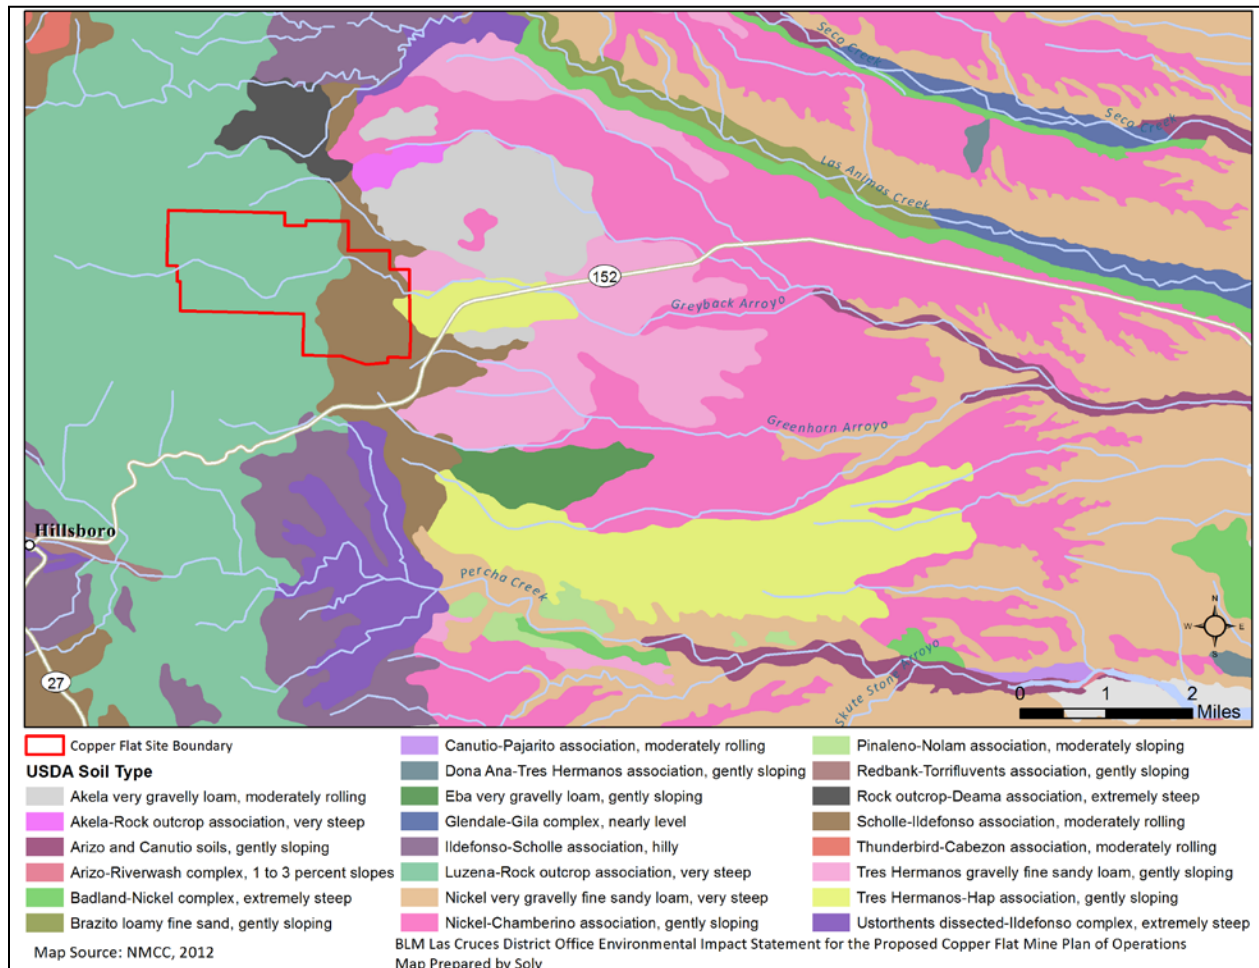 Seco Creek
Seco Creek
Las Animas Creek
152
Greyback Arroyo
Greenhorn Arroyo
Hillsboro
Percha Creek
N
W E
S
Skute Stone Arroyo
27
0 1 2
Miles
Copper Flat Site Boundary
USDA Soil Type
Akela very gravelly loam, moderately rolling
Akela-Rock outcrop association, very steep
Arizo and Canutio soils, gently sloping
Arizo-Riverwash complex, 1 to 3 percent slopes
Badland-Nickel complex, extremely steep
Brazito loamy fine sand, gently sloping
Canutio-Pajarito association, moderately rolling
Dona Ana-Tres Hermanos association, gently sloping
Eba very gravelly loam, gently sloping
Glendale-Gila complex, nearly level
Ildefonso-Scholle association, hilly
Luzena-Rock outcrop association, very steep
Nickel very gravelly fine sandy loam, very steep
Nickel-Chamberino association, gently sloping
Pinaleno-Nolam association, moderately sloping
Redbank-Torrifluvents association, gently sloping
Rock outcrop-Deama association, extremely steep
Scholle-Ildefonso association, moderately rolling
Thunderbird-Cabezon association, moderately rolling
Tres Hermanos gravelly fine sandy loam, gently sloping
Tres Hermanos-Hap association, gently sloping
Ustorthents dissected-Ildefonso complex, extremely steep
Map Source: NMCC, 2012
BLM Las Cruces District Office Environmental Impact Statement for the Proposed Copper Flat Mine Plan of Operations
Map Prepared by Solv